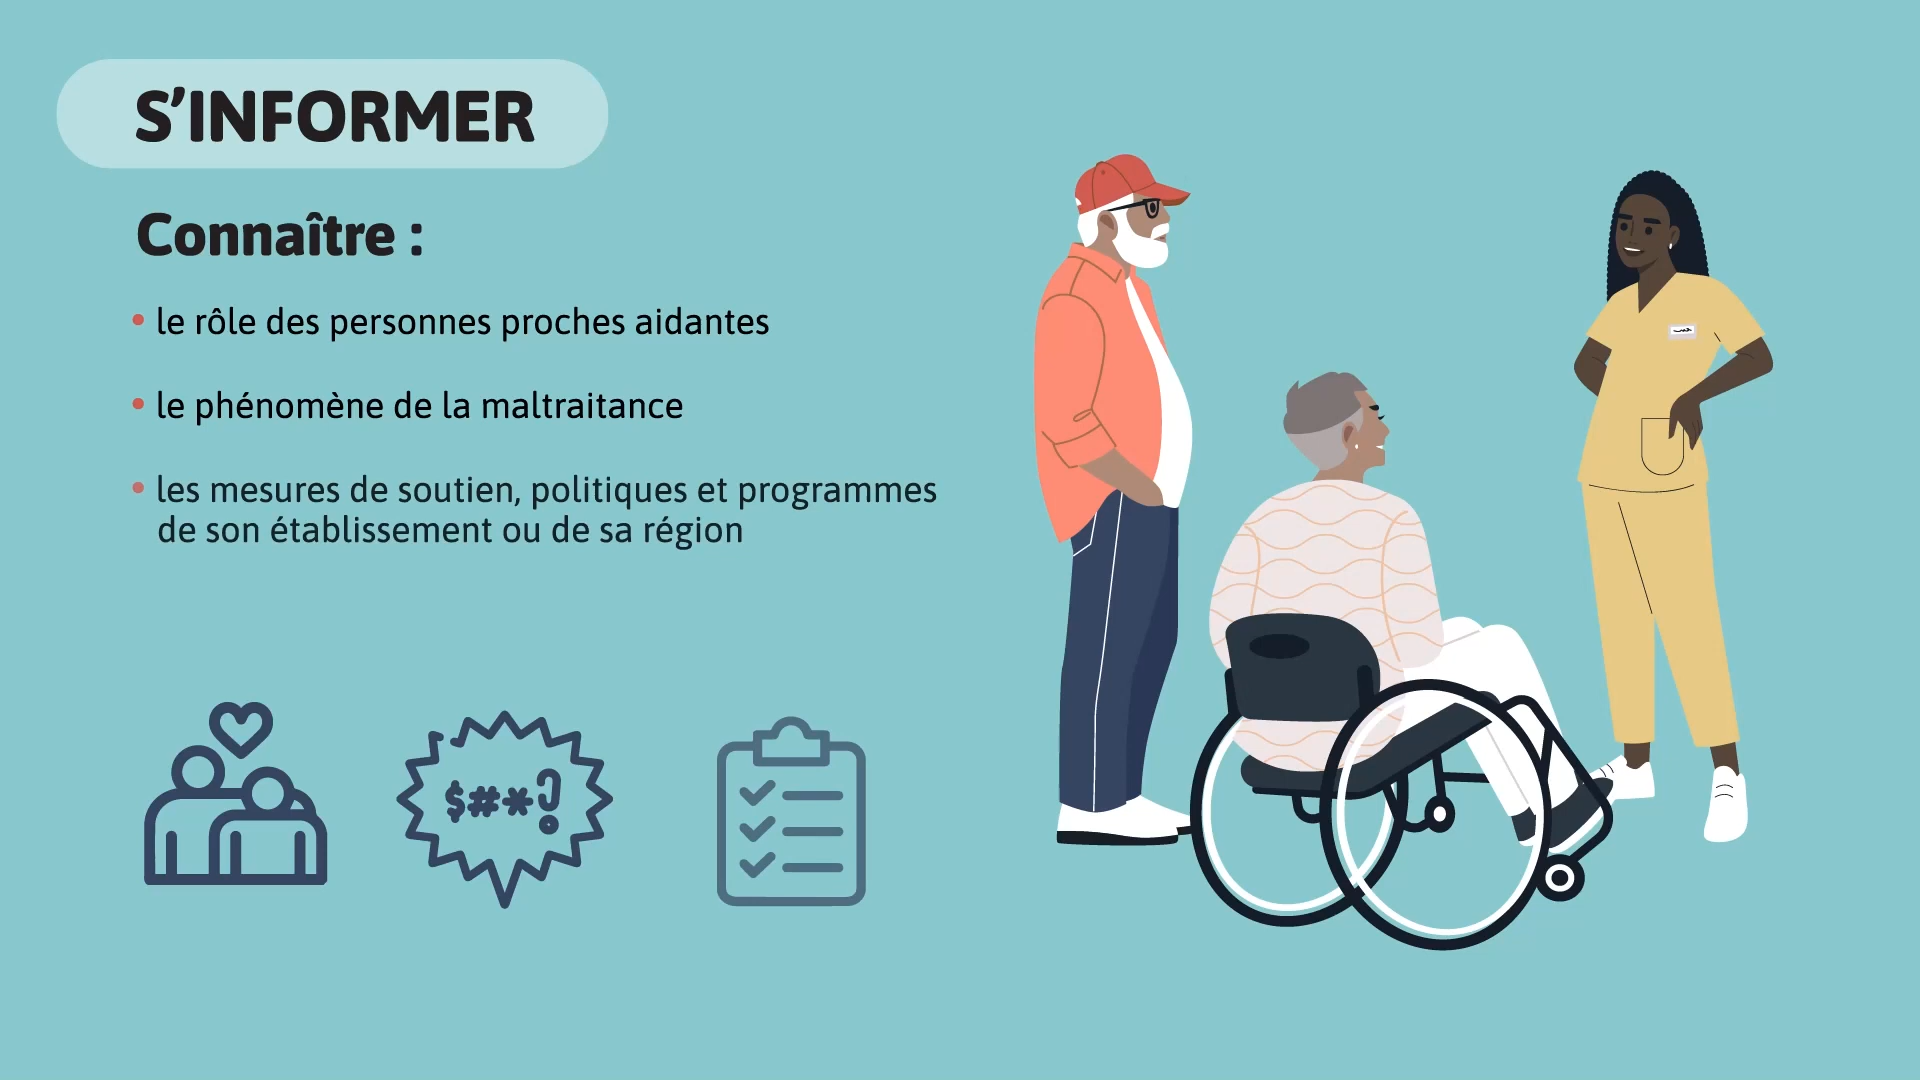 S’INFORMER
Connaître :
• le rôle des personnes proches aidantes
• le phénomène de la maltraitance
• les mesures de soutien, politiques et programmes
de son établissement ou de sa région
$#*!